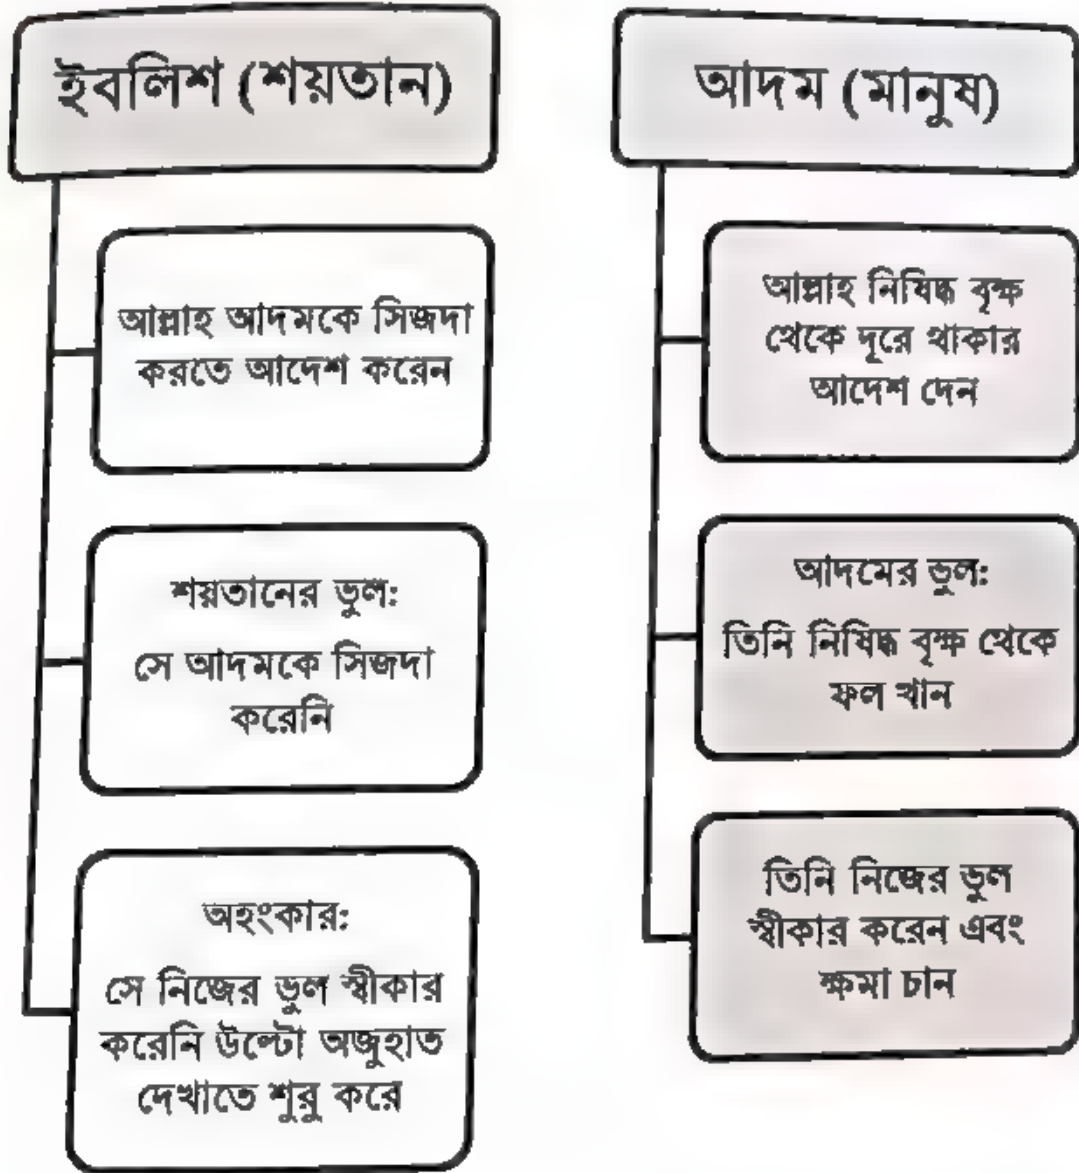 ইবলিশ (শয়তান)
আল্লাহ আদমকে সিজদা
করতে আদেশ করেন
শয়তানের ভুল:
সে আদমকে সিজদা
করেনি
অহংকার:
সে নিজের ভুল স্বীকার
করেনি উল্টো অজুহাত
দেখাতে শুরু করে
আদম (মানুষ)
আল্লাহ নিষিদ্ধ বৃক্ষ
থেকে দূরে থাকার
আদেশ দেন
আদমের ভুল:
তিনি নিষিদ্ধ বৃক্ষ থেকে
ফল খান
তিনি নিজের ভুল
স্বীকার করেন এবং
ক্ষমা চান